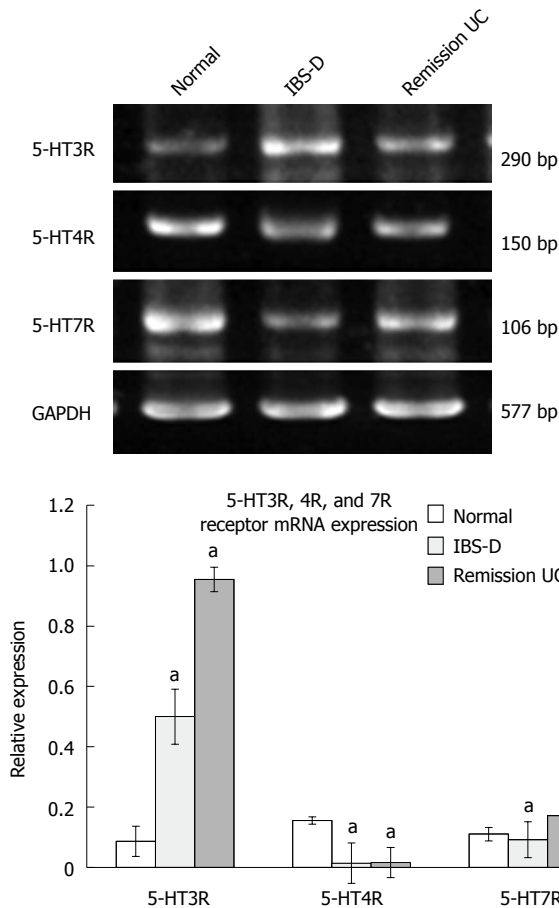 Normal
IBS-D
Remission UC
5-HT3R
290 bp
5-HT4R
150 bp
5-HT7R
106 bp
GAPDH
577 bp
5-HT3R, 4R, and 7R
receptor mRNA expression
Normal
IBS-D
Remission UC
Relative expression
1.2
1.0
0.8
0.6
0.4
0.2
0
a
a
a
a
a
5-HT3R
5-HT4R
5-HT7R